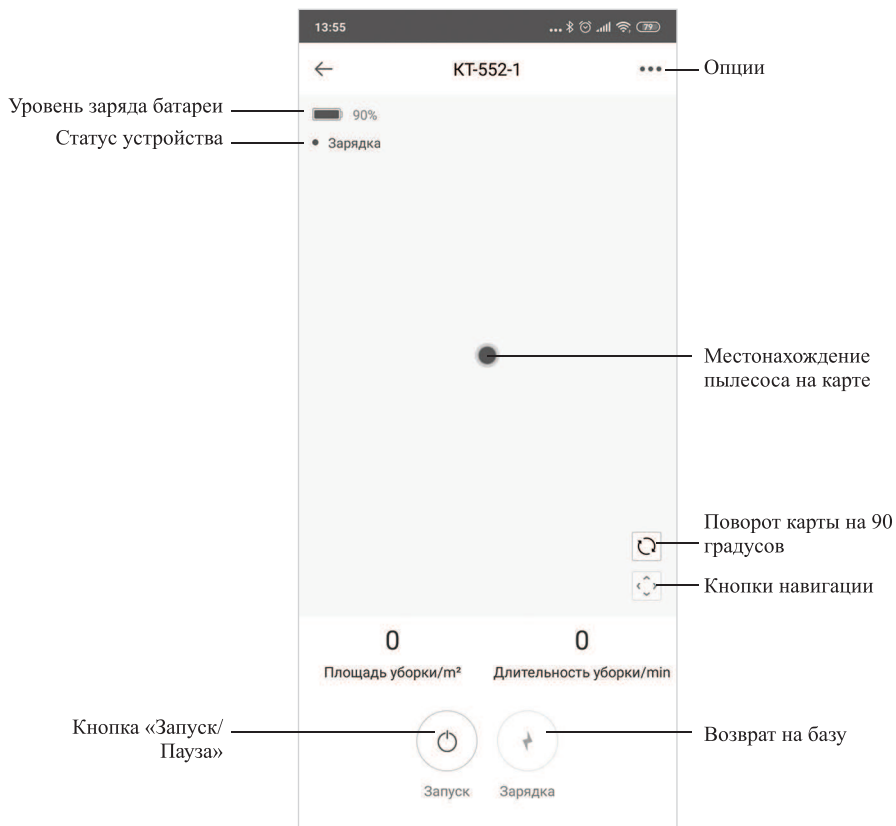 13:55
79
КТ-552-1
Опции
Уровень заряда батареи
90%
Статус устройства
Зарядка
Местонахождение
пылесоса на карте
Поворот карты на 90
градусов
Кнопки навигации
0
0
Площадь уборки/m²
Длительность уборки/min
Кнопка «Запуск/
Пауза»
Возврат на базу
Запуск
Зарядка